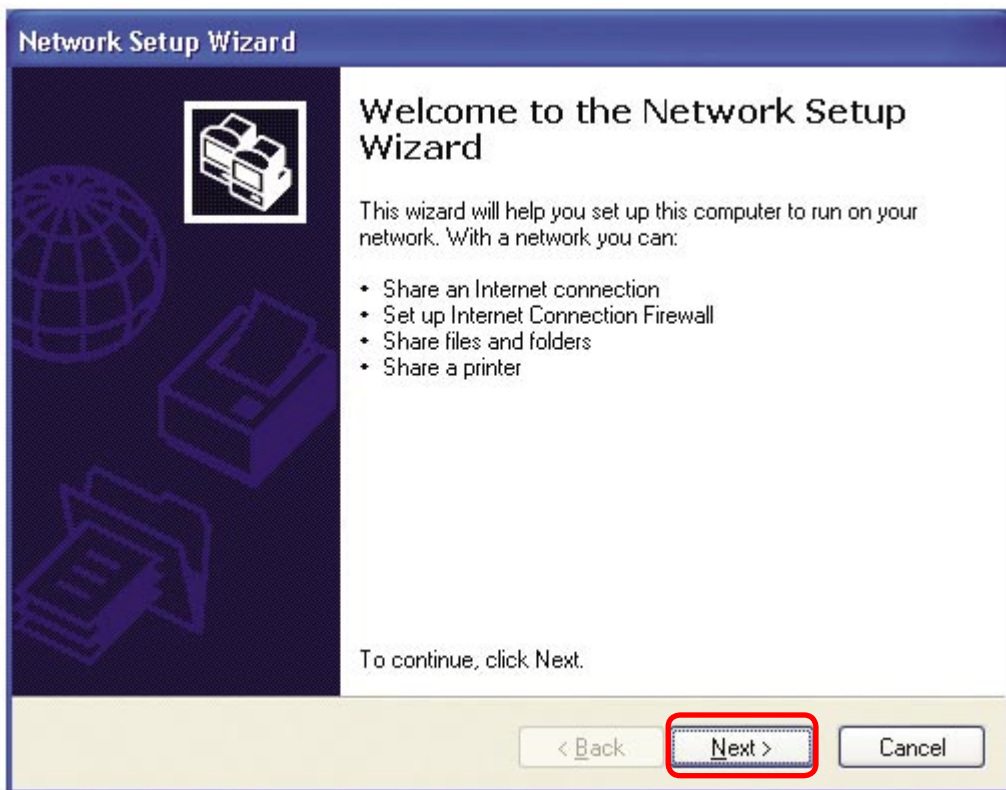 Network Setup Wizard
Welcome to the Network Setup
Wizard
This wizard will help you set up this computer to run on your
network. With a network you can:
• Share an Internet connection
• Set up Internet Connection Firewall
• Share files and folders
• Share a printer
To continue, click Next.
< Back Next > Cancel